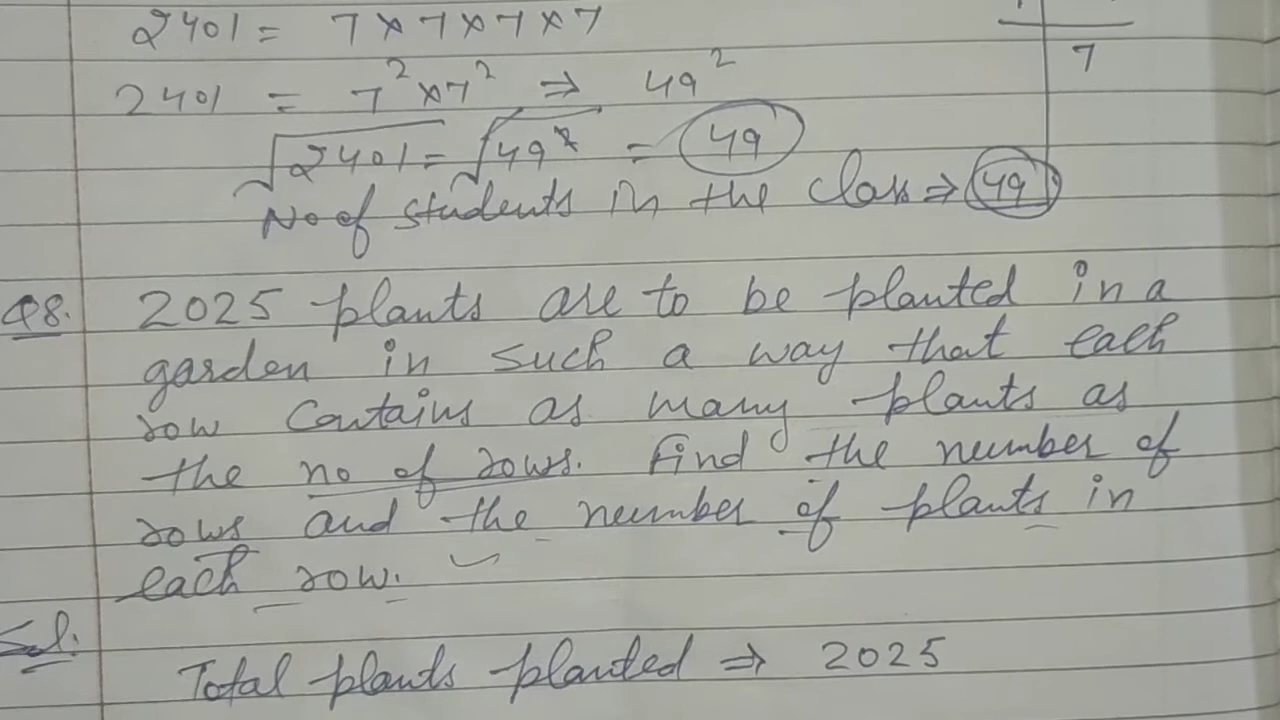 2401 = 7 × 7 × 7 × 7
7
2401 = 7² × 7² ⇒ 49²
√2401 = √49² = 49
No of students in the class ⇒ 49
Q8. 2025 plants are to be planted in a
garden in such a way that each
row contains as many plants as
the no of rows. Find the number of
rows and the number of plants in
each row.
Sol.
Total plants planted ⇒ 2025